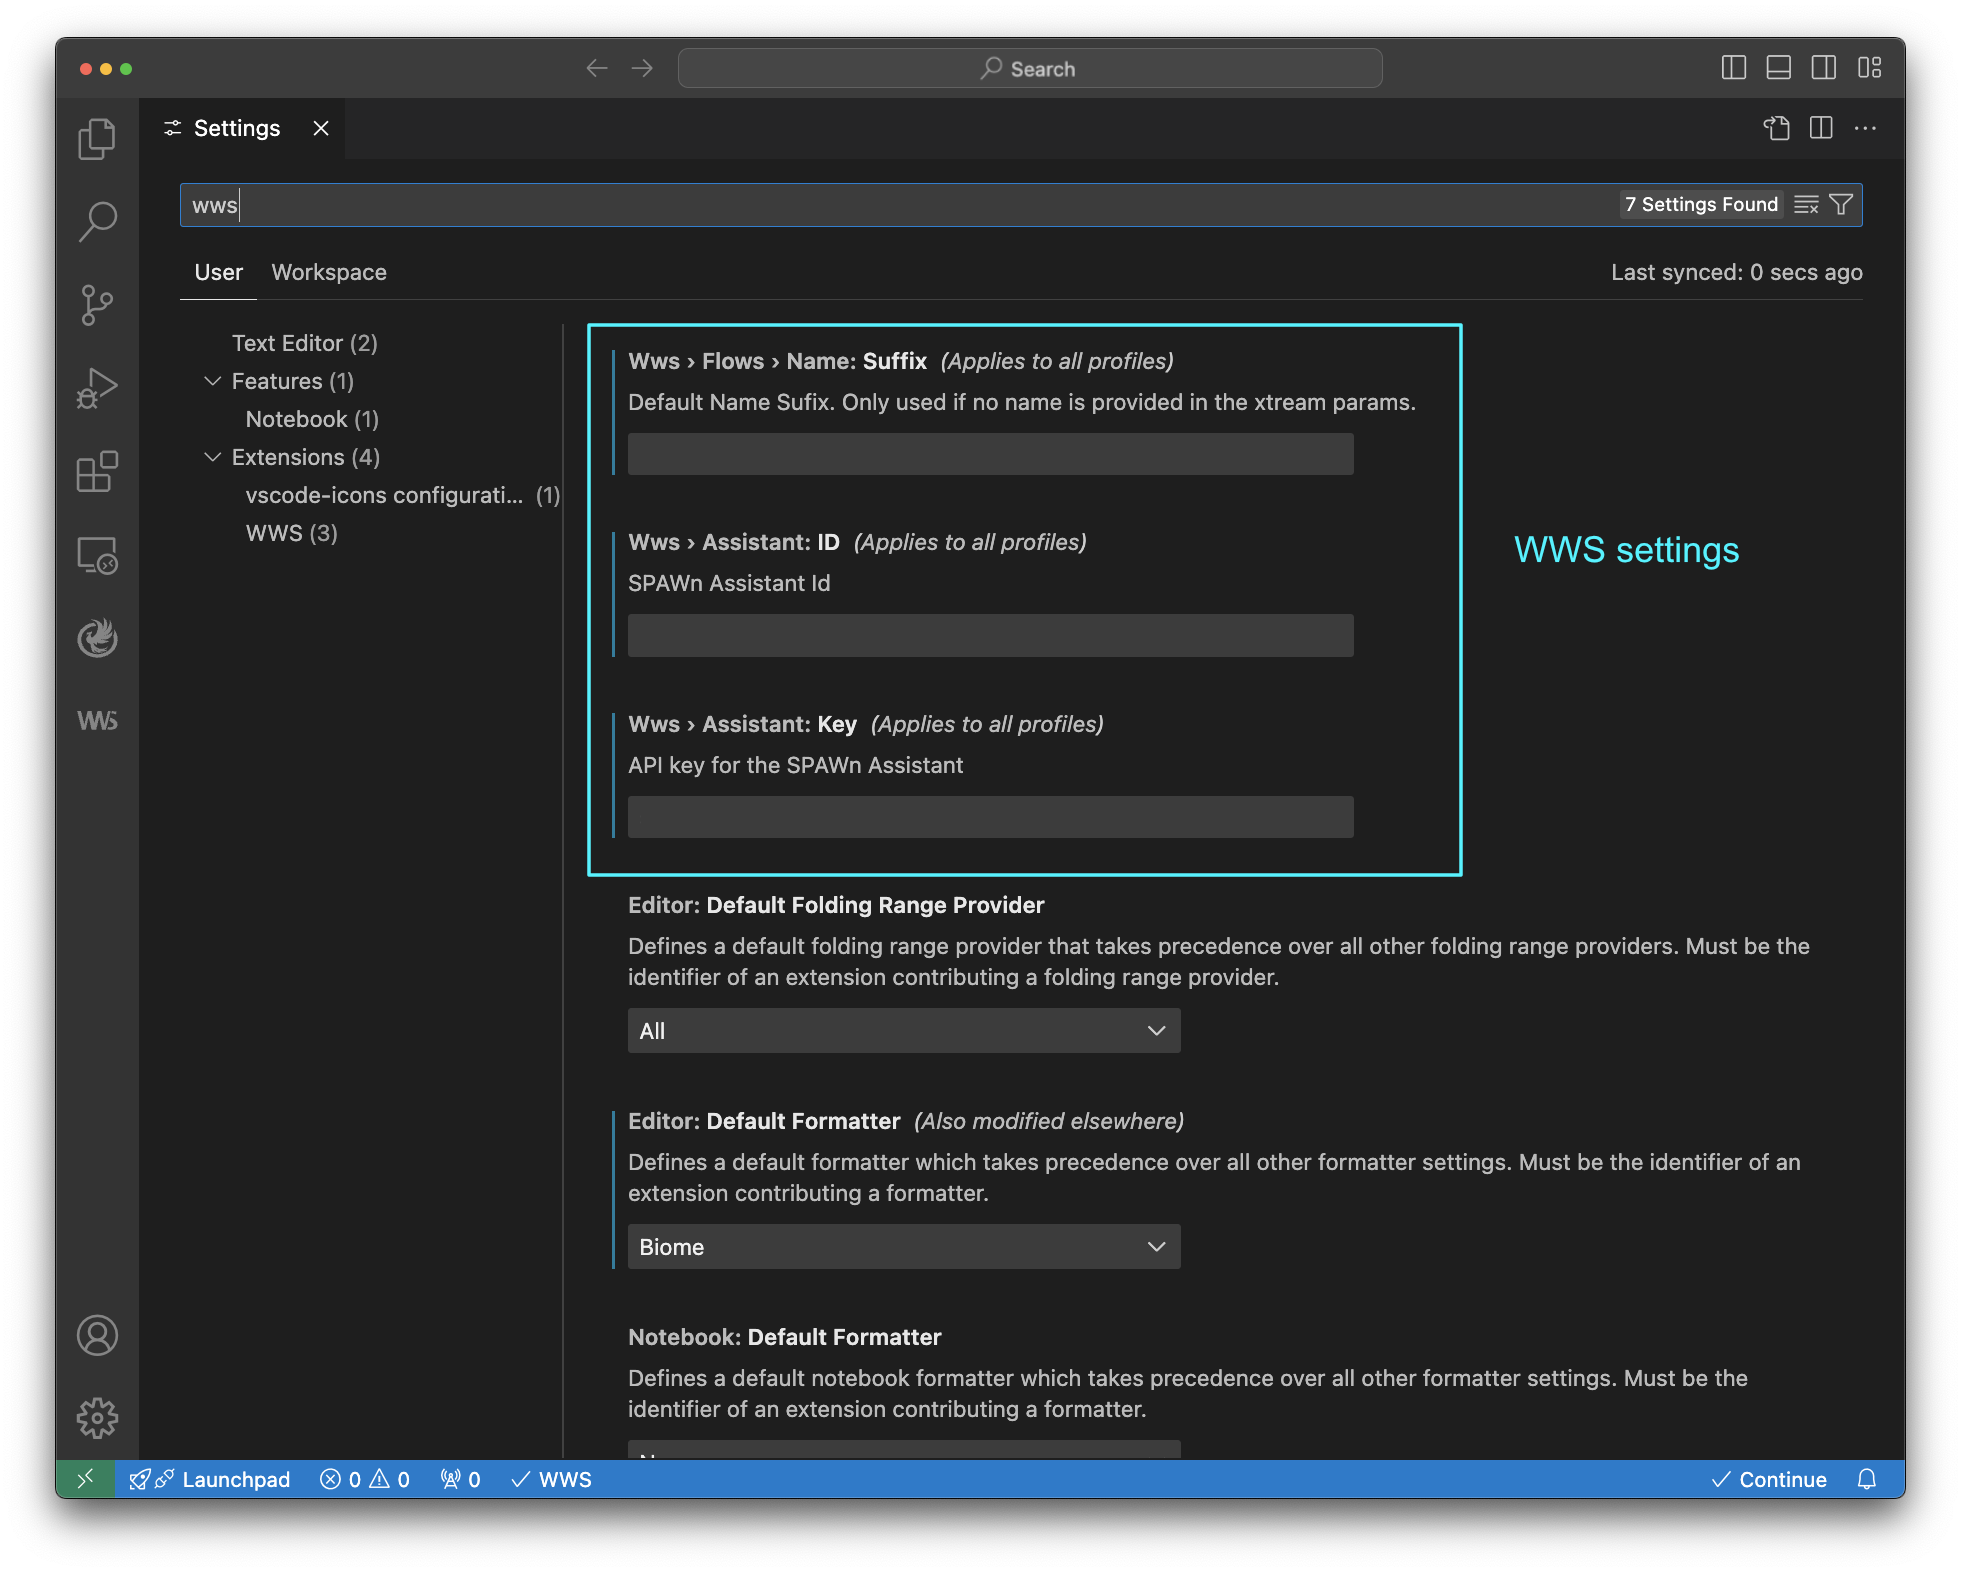 Search
Settings
wws
7 Settings Found
User
Workspace
Last synced: 0 secs ago
Text Editor (2)
Features (1)
Notebook (1)
Extensions (4)
vscode-icons configurati... (1)
WWS (3)
WWS
Wws › Flows › Name: Suffix (Applies to all profiles)
Default Name Sufix. Only used if no name is provided in the xtream params.
Wws › Assistant: ID (Applies to all profiles)
SPAWn Assistant Id
Wws › Assistant: Key (Applies to all profiles)
API key for the SPAWn Assistant
WWS settings
Editor: Default Folding Range Provider
Defines a default folding range provider that takes precedence over all other folding range providers. Must be the
identifier of an extension contributing a folding range provider.
All
Editor: Default Formatter (Also modified elsewhere)
Defines a default formatter which takes precedence over all other formatter settings. Must be the identifier of an
extension contributing a formatter.
Biome
Notebook: Default Formatter
Defines a default notebook formatter which takes precedence over all other formatter settings. Must be the
identifier of an extension contributing a formatter.
Launchpad 0 0 0 WWS
Continue